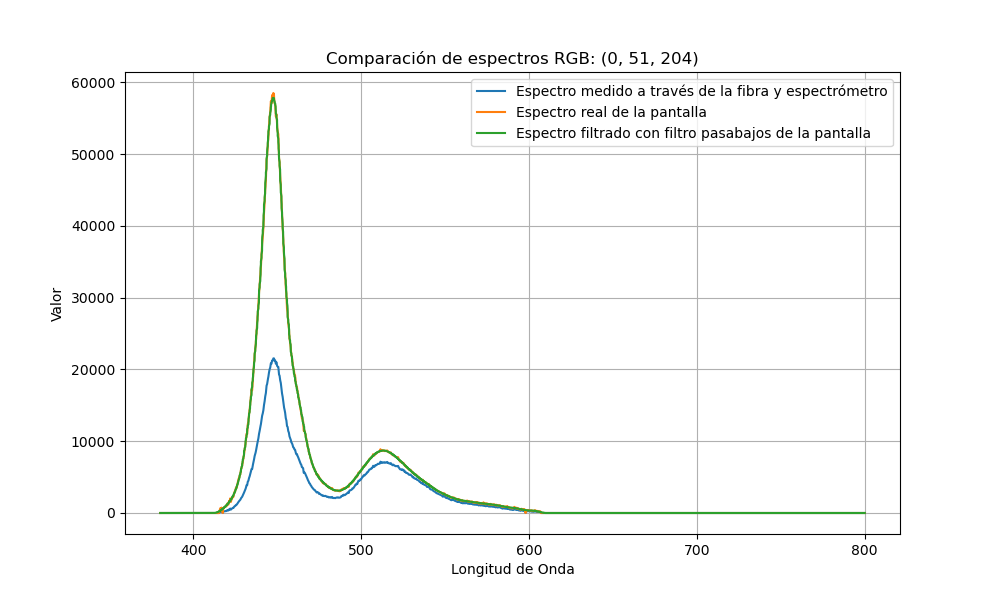 Comparación de espectros RGB: (0, 51, 204)
Espectro medido a través de la fibra y espectrómetro
Espectro real de la pantalla
Espectro filtrado con filtro pasabajos de la pantalla
60000
50000
40000
30000
20000
10000
0
Valor
400 500 600 700 800
Longitud de Onda